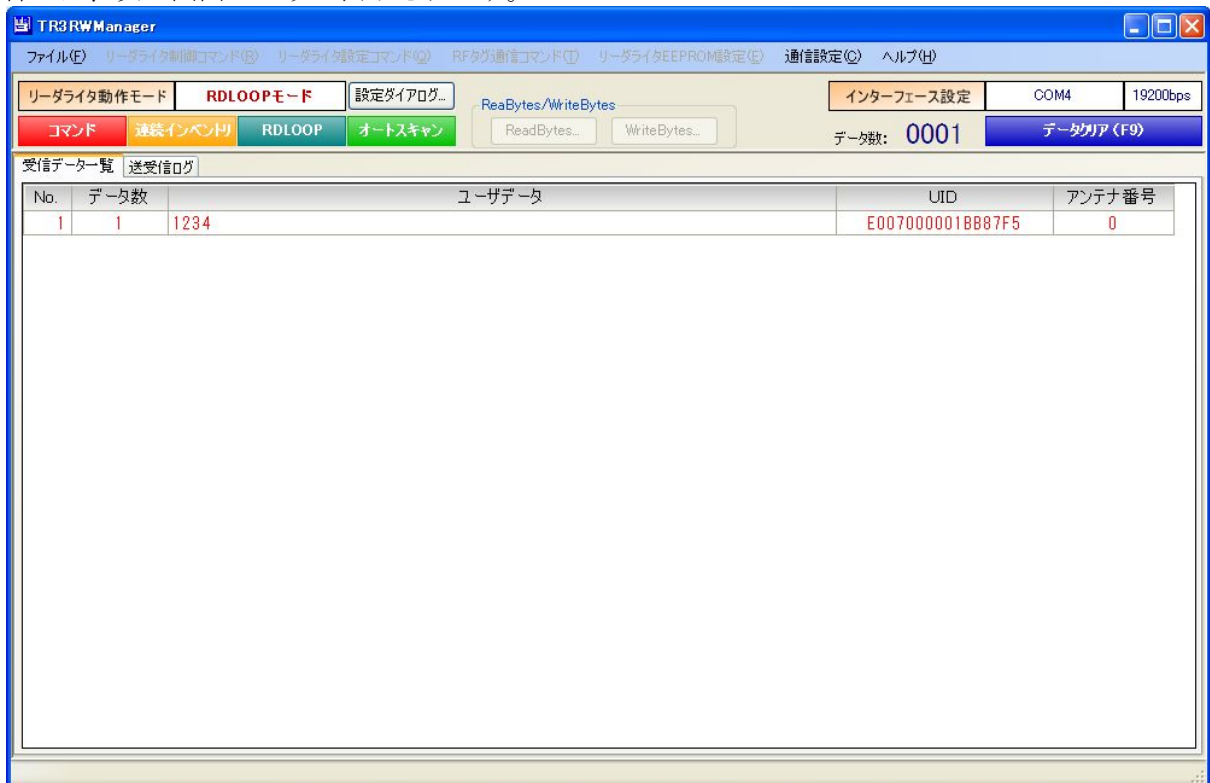 TR3RWManager
ファイル(F) リーダライタ制御コマンド(R) リーダライタ設定コマンド(Q) RFタグ通信コマンド(T) リーダライタEEPROM設定(E) 通信設定(C) ヘルプ(H)
リーダライタ動作モード RDLOOPモード 設定ダイアログ... ReaBytes/WriteBytes インターフェース設定 COM4 19200bps
コマンド 連続インベントリ RDLOOP オートスキャン ReadBytes... WriteBytes... データ数: 0001 データクリア(F9)
受信データ一覧 送受信ログ
No. データ数 ユーザデータ UID アンテナ番号
1 1 1234 E007000001BB87F5 0